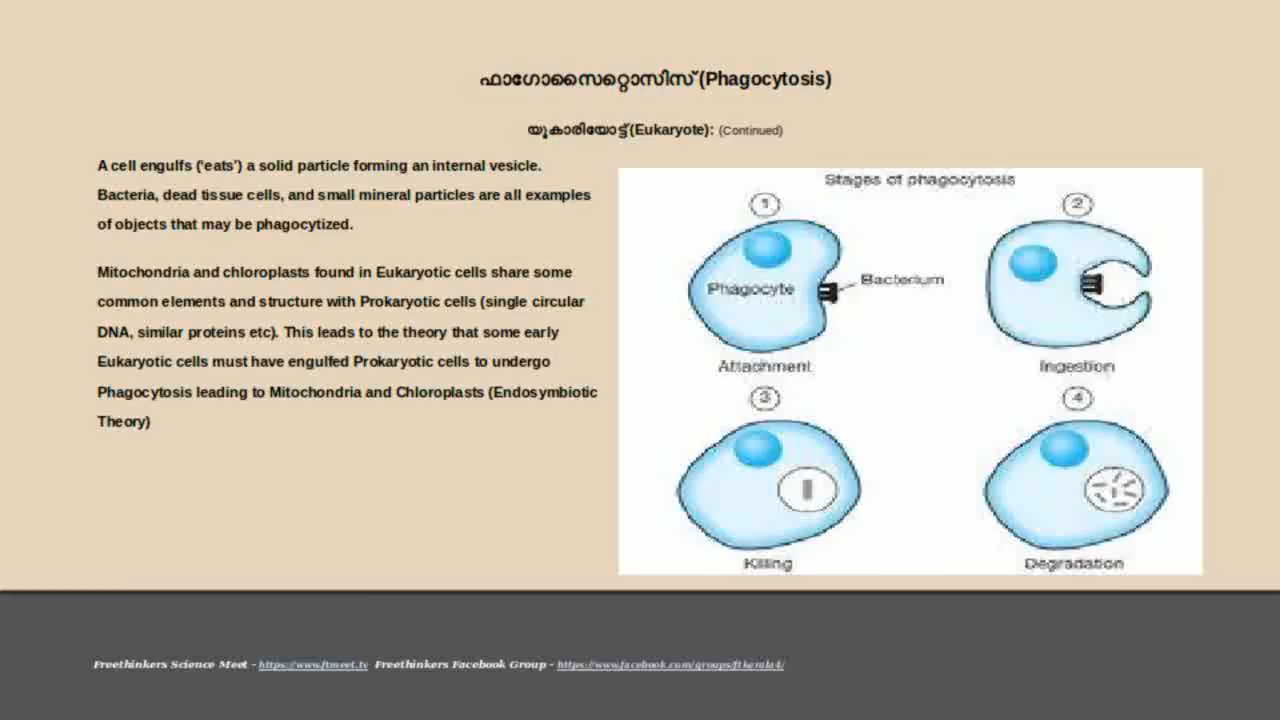 ഫാഗോസൈറ്റൊസിസ് (Phagocytosis)
യൂകാരിയോട്ട് (Eukaryote): (Continued)
A cell engulfs (‘eats’) a solid particle forming an internal vesicle.
Bacteria, dead tissue cells, and small mineral particles are all examples
of objects that may be phagocytized.
Mitochondria and chloroplasts found in Eukaryotic cells share some
common elements and structure with Prokaryotic cells (single circular
DNA, similar proteins etc). This leads to the theory that some early
Eukaryotic cells must have engulfed Prokaryotic cells to undergo
Phagocytosis leading to Mitochondria and Chloroplasts (Endosymbiotic
Theory)
Stages of phagocytosis
1
2
Phagocyte
Bacterium
Attachment
Ingestion
3
4
Killing
Degradation
Freethinkers Science Meet - https://www.ftmeet.tv Freethinkers Facebook Group - https://www.facebook.com/groups/ftkerala4/